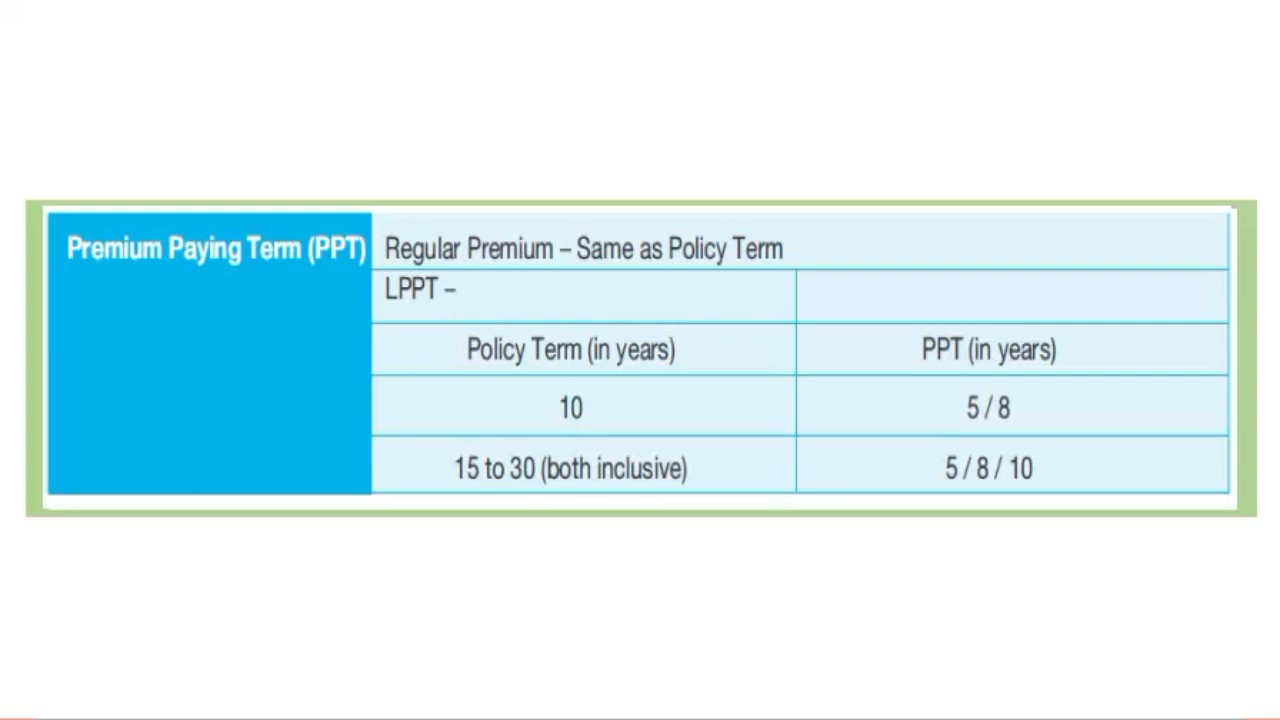 Premium Paying Term (PPT)
Regular Premium – Same as Policy Term
LPPT –
Policy Term (in years) PPT (in years)
10 5 / 8
15 to 30 (both inclusive) 5 / 8 / 10